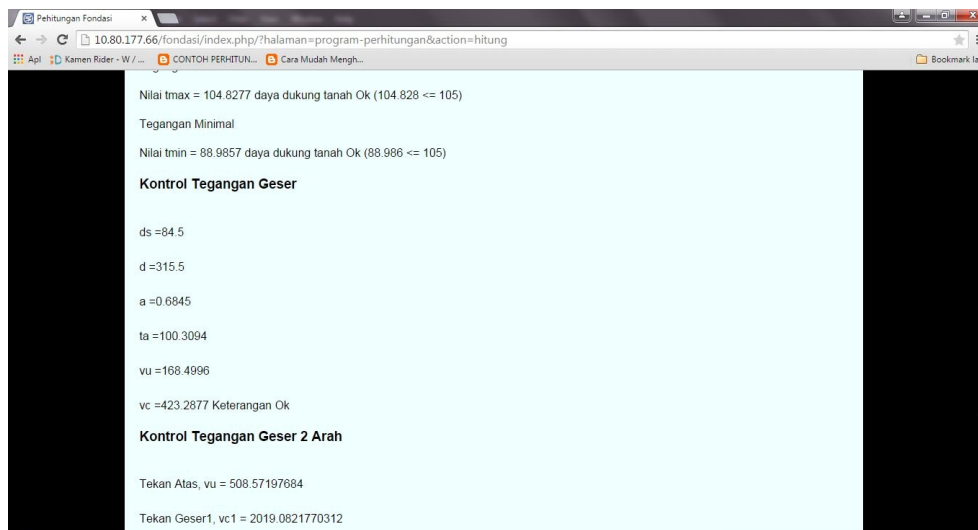 Pehitungan Fondasi
10.80.177.66/fondasi/index.php/?halaman=program-perhitungan&action=hitung
Apl
Kamen Rider - W / ...
CONTOH PERHITUN...
Cara Mudah Mengh...
Bookmark la
Nilai tmax = 104.8277 daya dukung tanah Ok (104.828 <= 105)
Tegangan Minimal
Nilai tmin = 88.9857 daya dukung tanah Ok (88.986 <= 105)
Kontrol Tegangan Geser
ds =84.5
d =315.5
a =0.6845
ta =100.3094
vu =168.4996
vc =423.2877 Keterangan Ok
Kontrol Tegangan Geser 2 Arah
Tekan Atas, vu = 508.57197684
Tekan Geser1, vc1 = 2019.0821770312